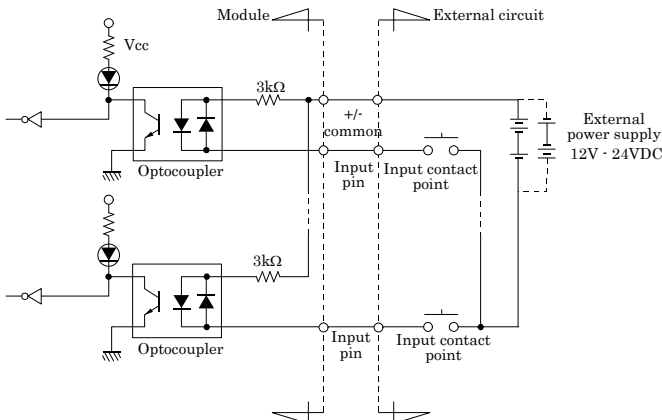 Module
External circuit
Vcc
3kΩ
+/-
common
External
power supply
12V - 24VDC
Optocoupler
Input
pin
Input contact
point
3kΩ
Optocoupler
Input
pin
Input contact
point